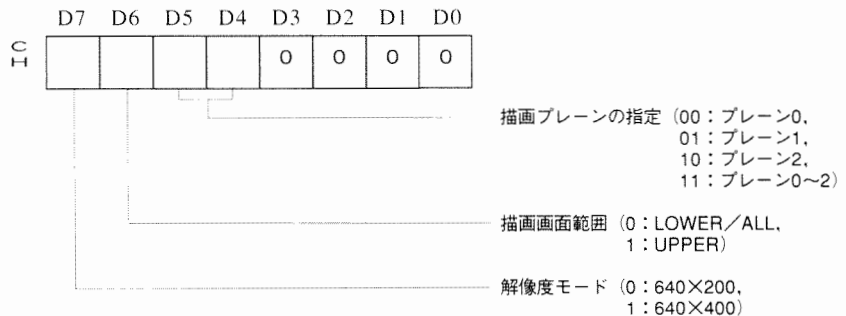 D7 D6 D5 D4 D3 D2 D1 D0
CH 0 0 0 0
描画プレーンの指定（00：プレーン0，
01：プレーン1，
10：プレーン2，
11：プレーン0〜2）
描画画面範囲（0：LOWER／ALL，
1：UPPER）
解像度モード（0：640×200，
1：640×400）